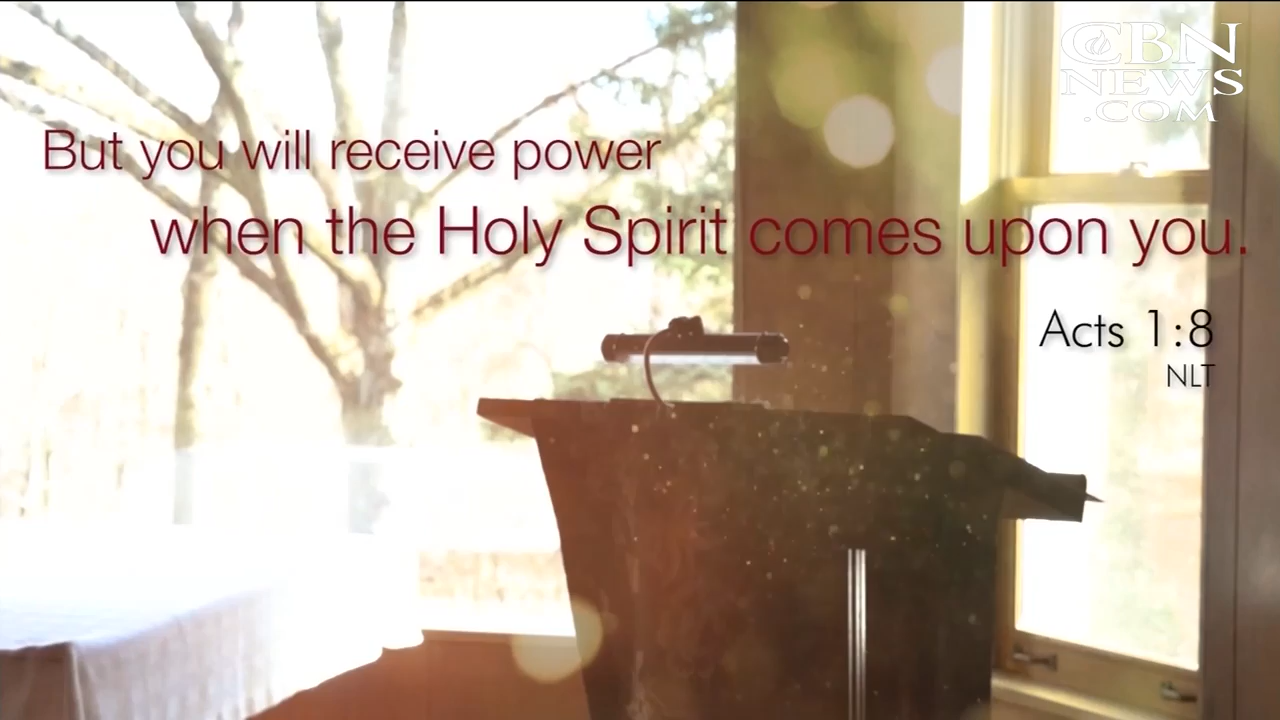 CBN
NEWS
.COM
But you will receive power
when the Holy Spirit comes upon you.
Acts 1:8
NLT